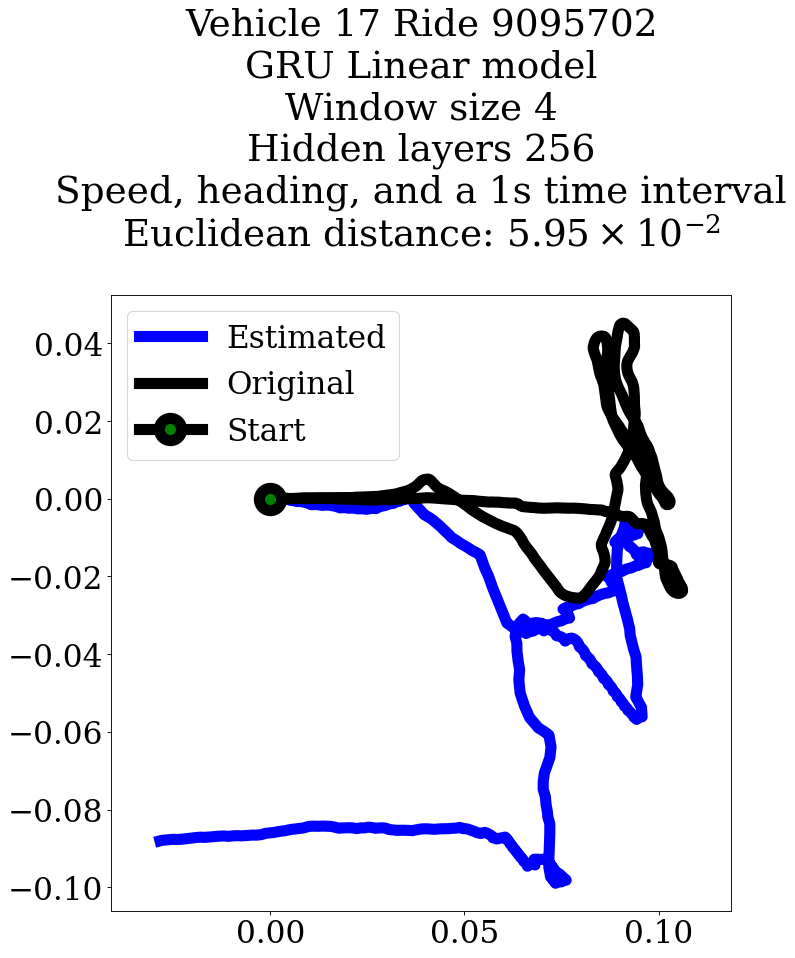 Vehicle 17 Ride 9095702
GRU Linear model
Window size 4
Hidden layers 256
Speed, heading, and a 1s time interval
Euclidean distance: 5.95 × 10⁻²
Estimated
Original
Start
0.04
0.02
0.00
−0.02
−0.04
−0.06
−0.08
−0.10
0.00 0.05 0.10